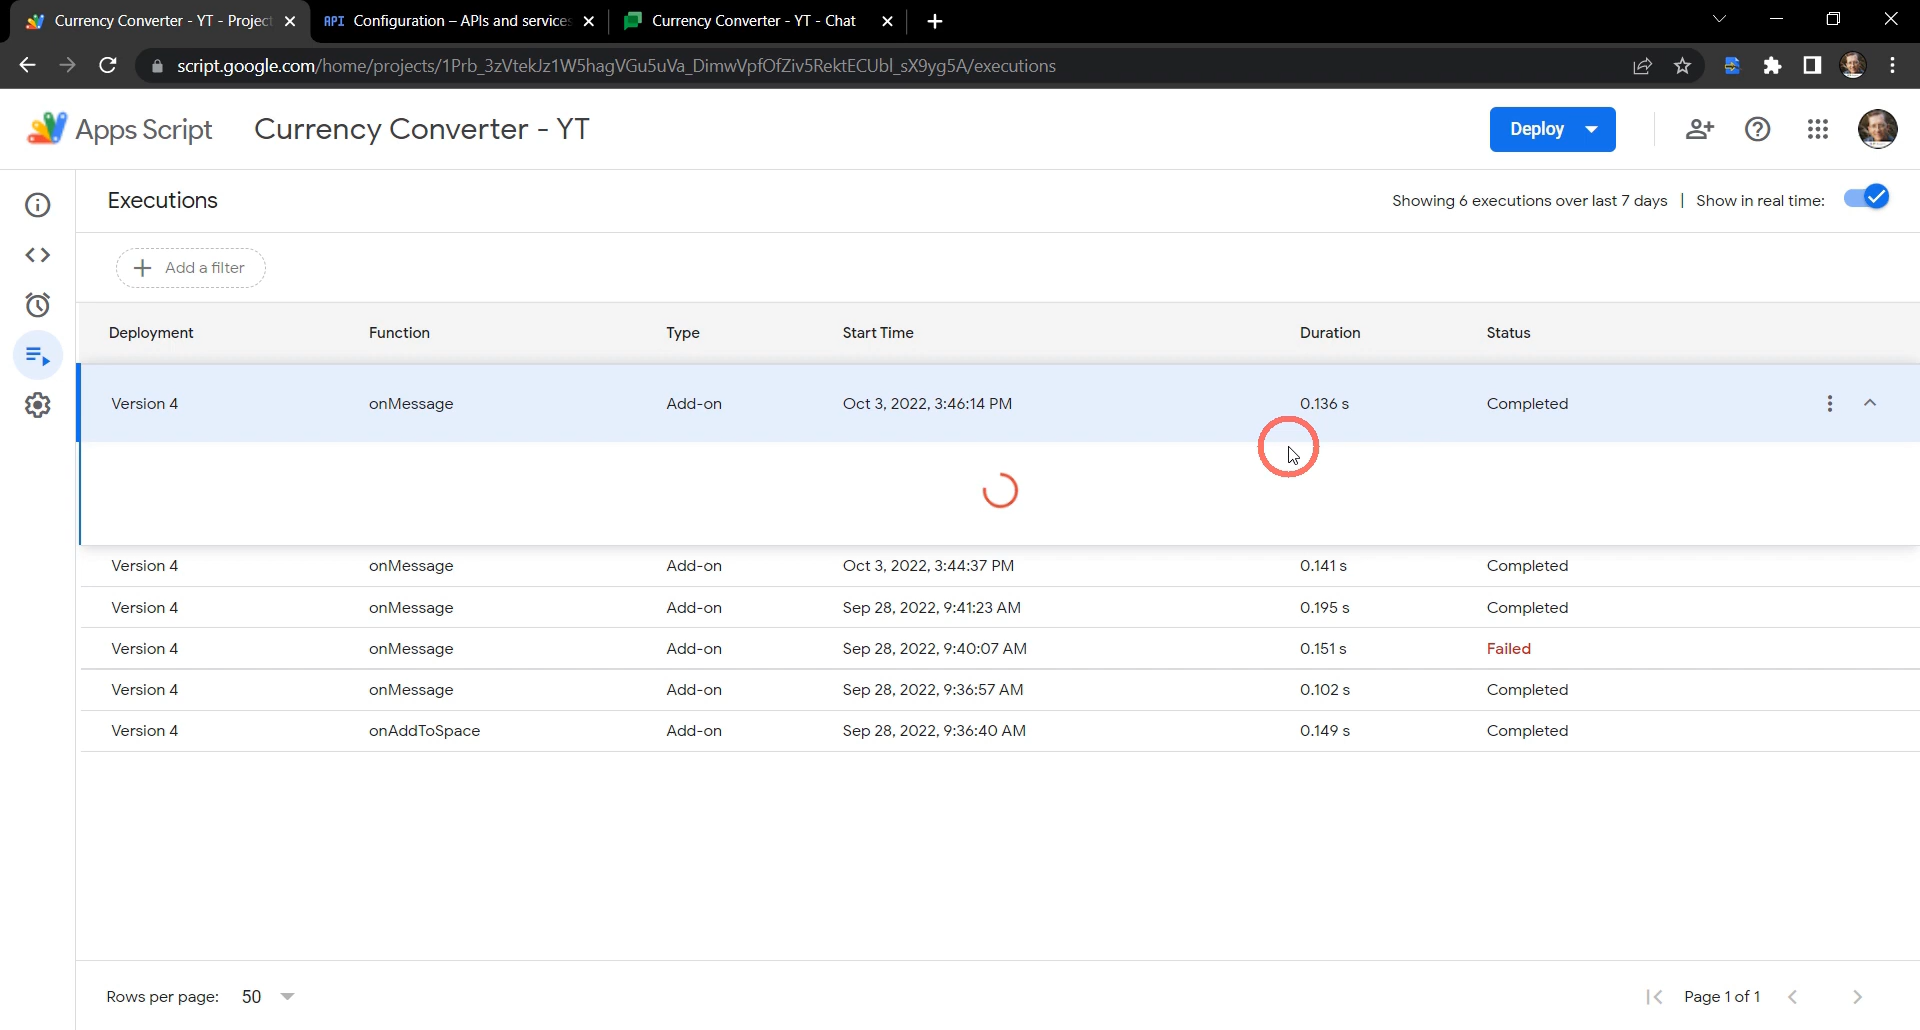 Currency Converter - YT - Project
API Configuration – APIs and services
Currency Converter - YT - Chat
script.google.com/home/projects/1Prb_3zVtekJz1W5hagVGu5uVa_DimwVpfOfZiv5RektECUbl_sX9yg5A/executions
Apps Script
Currency Converter - YT
Deploy
Executions
Showing 6 executions over last 7 days | Show in real time:
Add a filter
Deployment Function Type Start Time Duration Status
Version 4 onMessage Add-on Oct 3, 2022, 3:46:14 PM 0.136 s Completed
Version 4 onMessage Add-on Oct 3, 2022, 3:44:37 PM 0.141 s Completed
Version 4 onMessage Add-on Sep 28, 2022, 9:41:23 AM 0.195 s Completed
Version 4 onMessage Add-on Sep 28, 2022, 9:40:07 AM 0.151 s Failed
Version 4 onMessage Add-on Sep 28, 2022, 9:36:57 AM 0.102 s Completed
Version 4 onAddToSpace Add-on Sep 28, 2022, 9:36:40 AM 0.149 s Completed
Rows per page: 50
Page 1 of 1